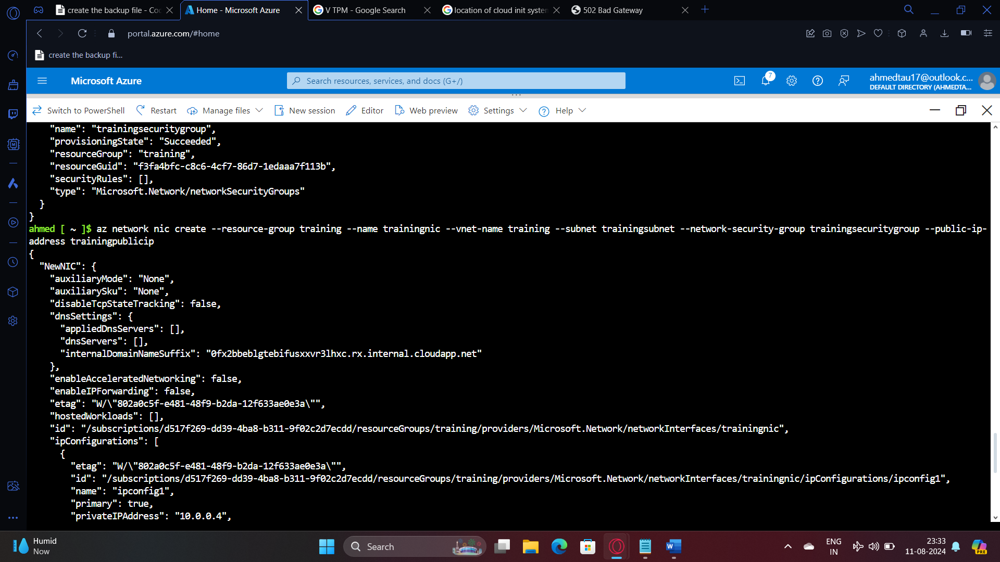 create the backup file - Coc
Home - Microsoft Azure
V TPM - Google Search
location of cloud init system
502 Bad Gateway
portal.azure.com/#home
create the backup fi...
Microsoft Azure
Search resources, services, and docs (G+/)
7
ahmedtau17@outlook.c...
DEFAULT DIRECTORY (AHMEDTA...
Switch to PowerShell
Restart
Manage files
New session
Editor
Web preview
Settings
Help
"name": "trainingsecuritygroup",
"provisioningState": "Succeeded",
"resourceGroup": "training",
"resourceGuid": "f3fa4bfc-c8c6-4cf7-86d7-1edaaa7f113b",
"securityRules": [],
"type": "Microsoft.Network/networkSecurityGroups"
}
}
ahmed [ ~ ]$ az network nic create --resource-group training --name trainingnic --vnet-name training --subnet trainingsubnet --network-security-group trainingsecuritygroup --public-ip-
address trainingpublicip
{
"NewNIC": {
"auxiliaryMode": "None",
"auxiliarySku": "None",
"disableTcpStateTracking": false,
"dnsSettings": {
"appliedDnsServers": [],
"dnsServers": [],
"internalDomainNameSuffix": "0fx2bbeblgtebifusxxvr3lhxc.rx.internal.cloudapp.net"
},
"enableAcceleratedNetworking": false,
"enableIPForwarding": false,
"etag": "W/\"802a0c5f-e481-48f9-b2da-12f633ae0e3a\"",
"hostedWorkloads": [],
"id": "/subscriptions/d517f269-dd39-4ba8-b311-9f02c2d7ecdd/resourceGroups/training/providers/Microsoft.Network/networkInterfaces/trainingnic",
"ipConfigurations": [
{
"etag": "W/\"802a0c5f-e481-48f9-b2da-12f633ae0e3a\"",
"id": "/subscriptions/d517f269-dd39-4ba8-b311-9f02c2d7ecdd/resourceGroups/training/providers/Microsoft.Network/networkInterfaces/trainingnic/ipConfigurations/ipconfig1",
"name": "ipconfig1",
"primary": true,
"privateIPAddress": "10.0.0.4",
Humid
Now
Search
ENG
IN
23:33
11-08-2024
PRE